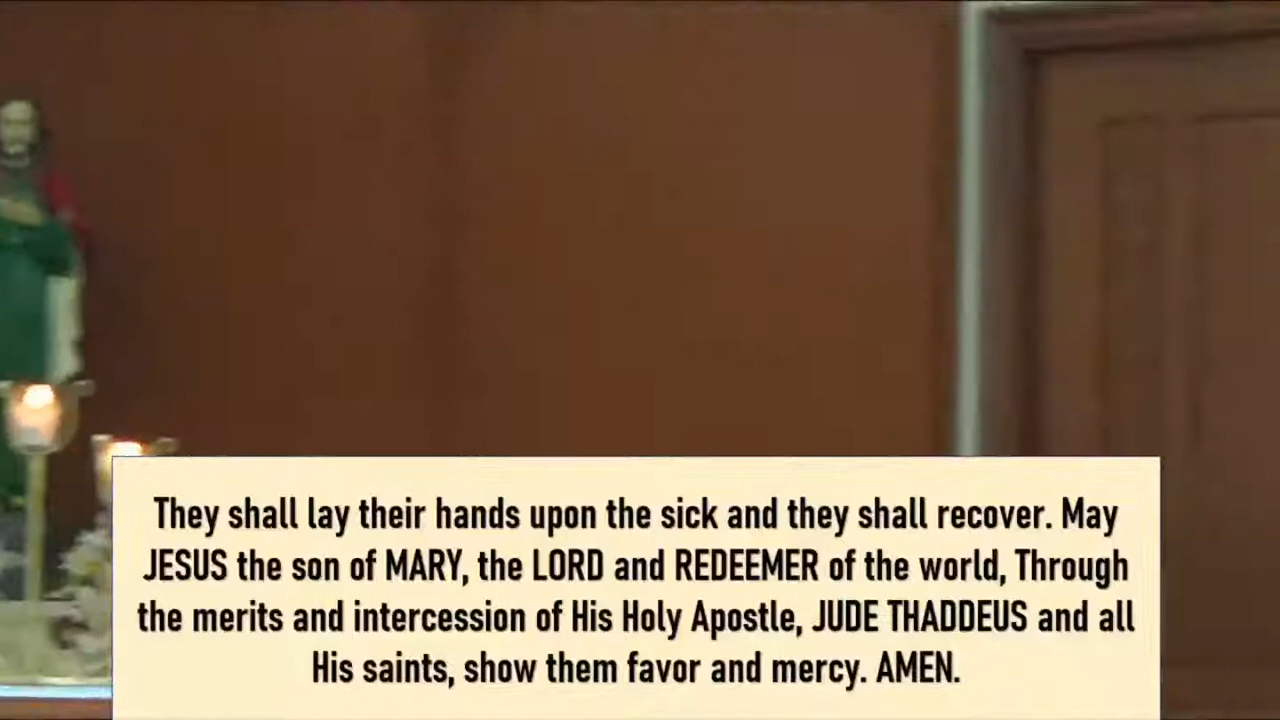 They shall lay their hands upon the sick and they shall recover. May
JESUS the son of MARY, the LORD and REDEEMER of the world, Through
the merits and intercession of His Holy Apostle, JUDE THADDEUS and all
His saints, show them favor and mercy. AMEN.